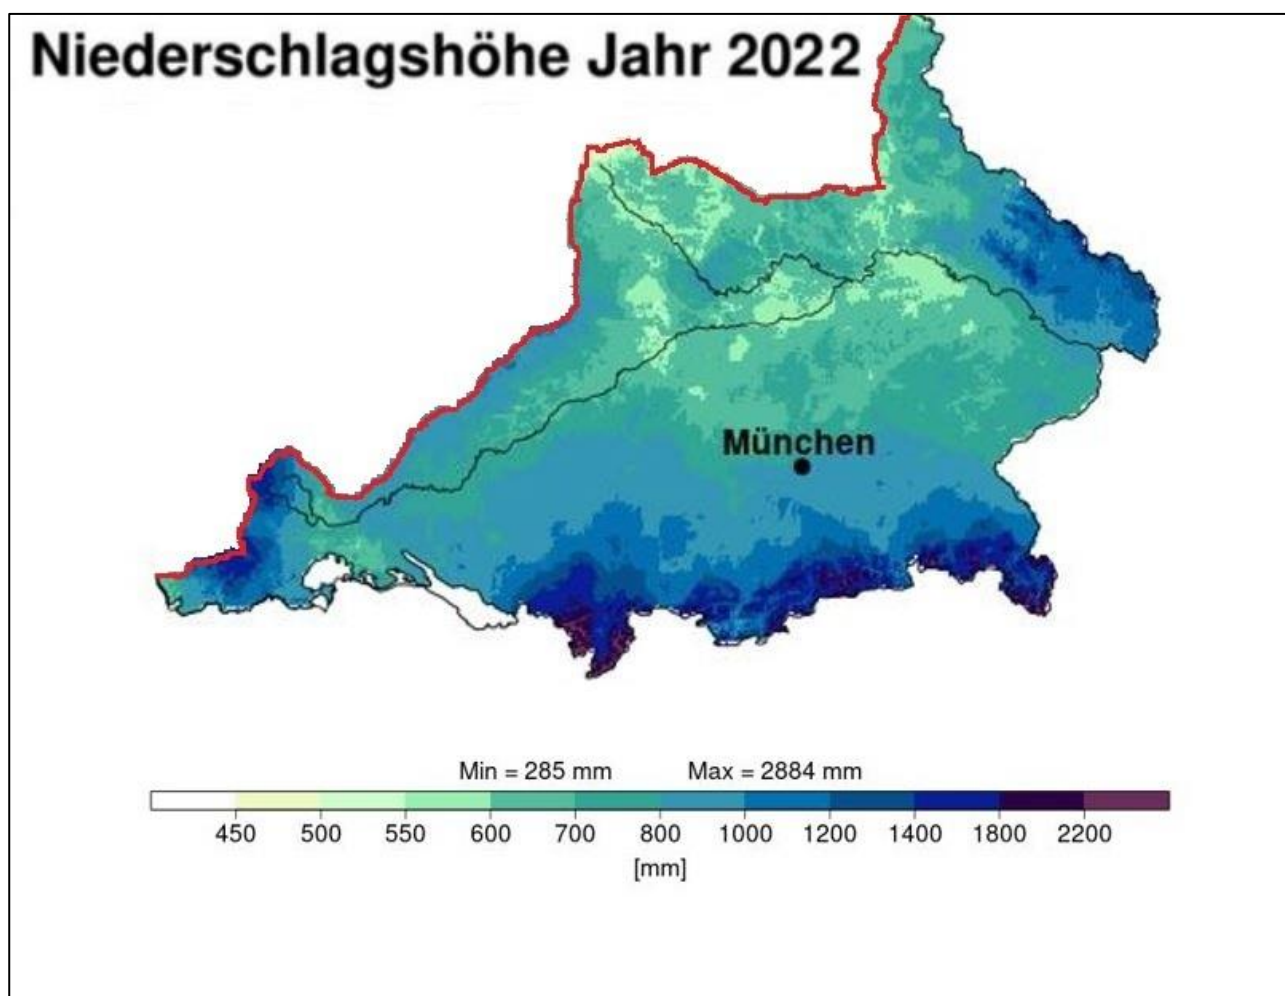 Niederschlagshöhe Jahr 2022
München
Min = 285 mm Max = 2884 mm
450 500 550 600 700 800 1000 1200 1400 1800 2200
[mm]